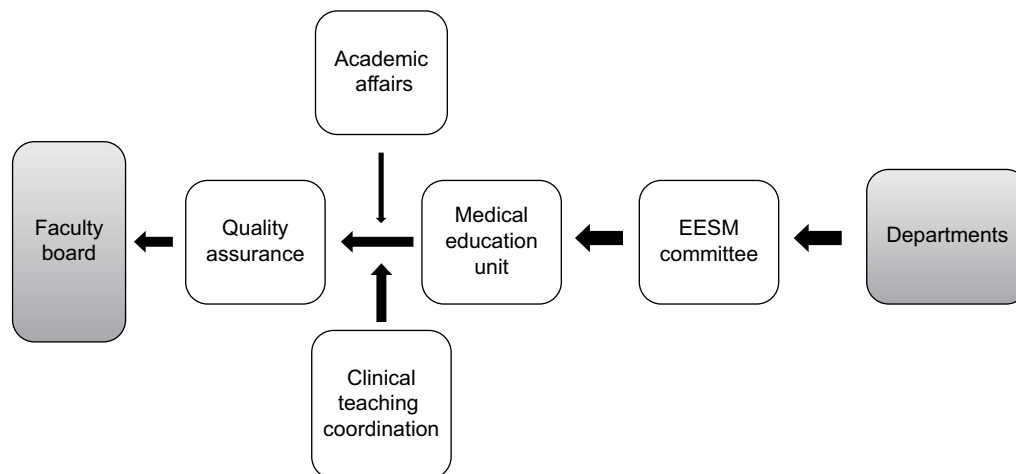 Academic
affairs
Faculty
board
Quality
assurance
Medical
education
unit
EESM
committee
Departments
Clinical
teaching
coordination